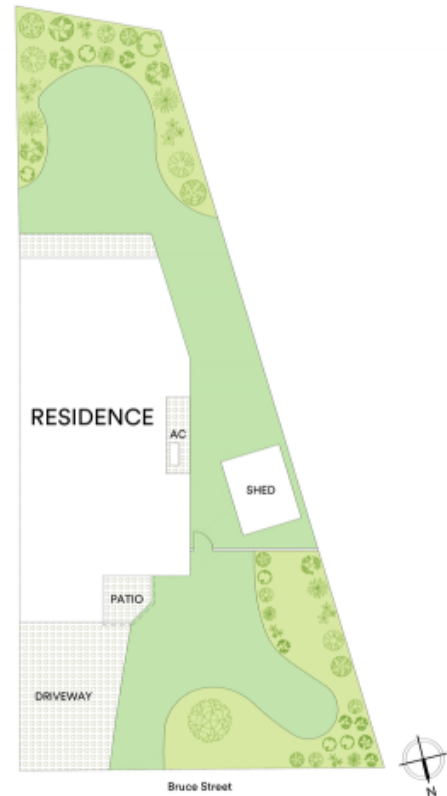 RESIDENCE
AC
SHED
PATIO
DRIVEWAY
Bruce Street
N